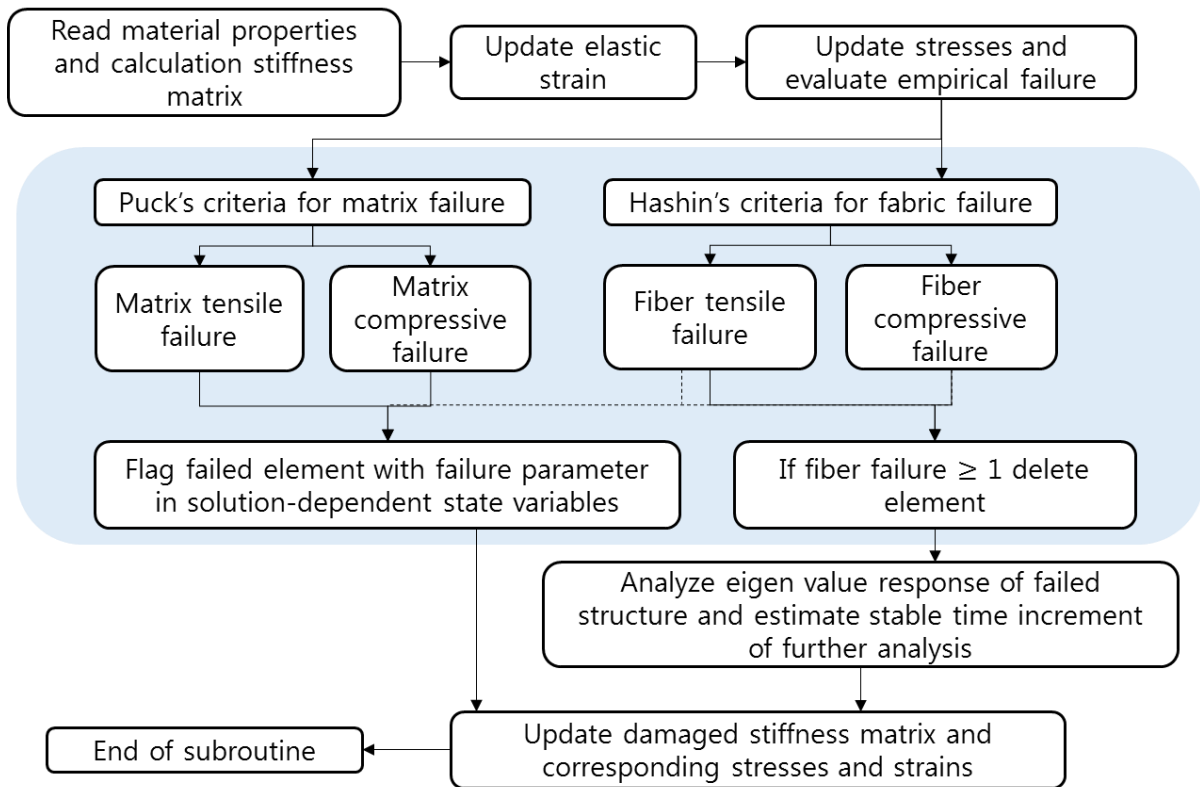 Read material properties
and calculation stiffness
matrix
Update elastic
strain
Update stresses and
evaluate empirical failure
Puck's criteria for matrix failure
Hashin's criteria for fabric failure
Matrix tensile
failure
Matrix
compressive
failure
Fiber tensile
failure
Fiber
compressive
failure
Flag failed element with failure parameter
in solution-dependent state variables
If fiber failure ≥ 1 delete
element
Analyze eigen value response of failed
structure and estimate stable time increment
of further analysis
Update damaged stiffness matrix and
corresponding stresses and strains
End of subroutine